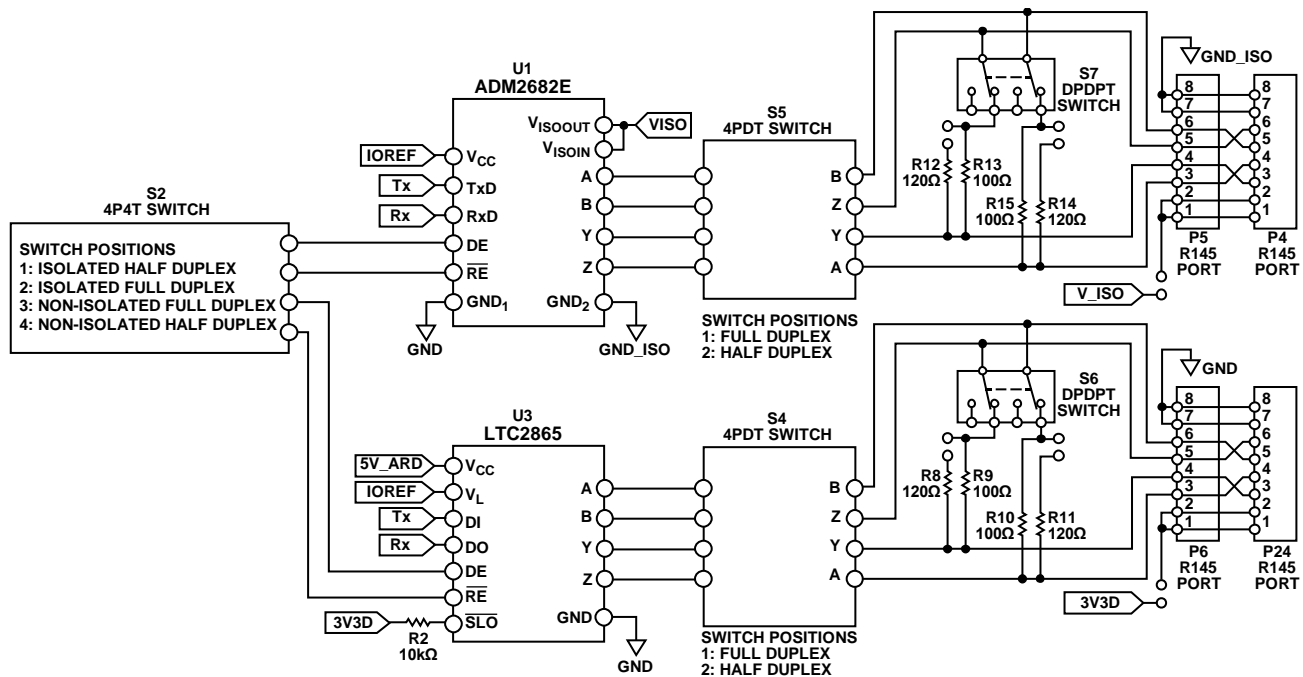 S2
4P4T SWITCH
SWITCH POSITIONS
1: ISOLATED HALF DUPLEX
2: ISOLATED FULL DUPLEX
3: NON-ISOLATED FULL DUPLEX
4: NON-ISOLATED HALF DUPLEX
U1
ADM2682E
IOREF
Tx
Rx
VCC
TxD
RxD
DE
RE
GND1
GND
VISOOUT
VISOIN
VISO
A
B
Y
Z
GND2
GND_ISO
S5
4PDT SWITCH
B
Z
Y
A
SWITCH POSITIONS
1: FULL DUPLEX
2: HALF DUPLEX
S7
DPDPT
SWITCH
R12
120Ω
R13
100Ω
R15
100Ω
R14
120Ω
GND_ISO
8
7
6
5
4
3
2
1
P5
R145
PORT
8
7
6
5
4
3
2
1
P4
R145
PORT
V_ISO
U3
LTC2865
5V_ARD
IOREF
Tx
Rx
3V3D
R2
10kΩ
VCC
VL
DI
DO
DE
RE
SLO
A
B
Y
Z
GND
GND
S4
4PDT SWITCH
B
Z
Y
A
SWITCH POSITIONS
1: FULL DUPLEX
2: HALF DUPLEX
S6
DPDPT
SWITCH
R8
120Ω
R9
100Ω
R10
100Ω
R11
120Ω
GND
8
7
6
5
4
3
2
1
P6
R145
PORT
8
7
6
5
4
3
2
1
P24
R145
PORT
3V3D